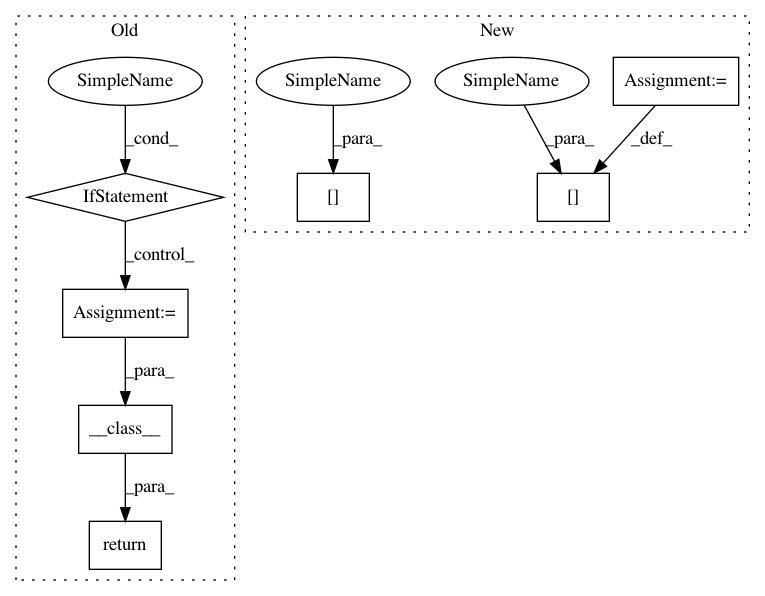 Old
New
SimpleName
SimpleName
SimpleName
Assignment:=
_cond_
_para_
_para_
_def_
IfStatement
[]
[]
_control_
Assignment:=
_para_
__class__
_para_
return